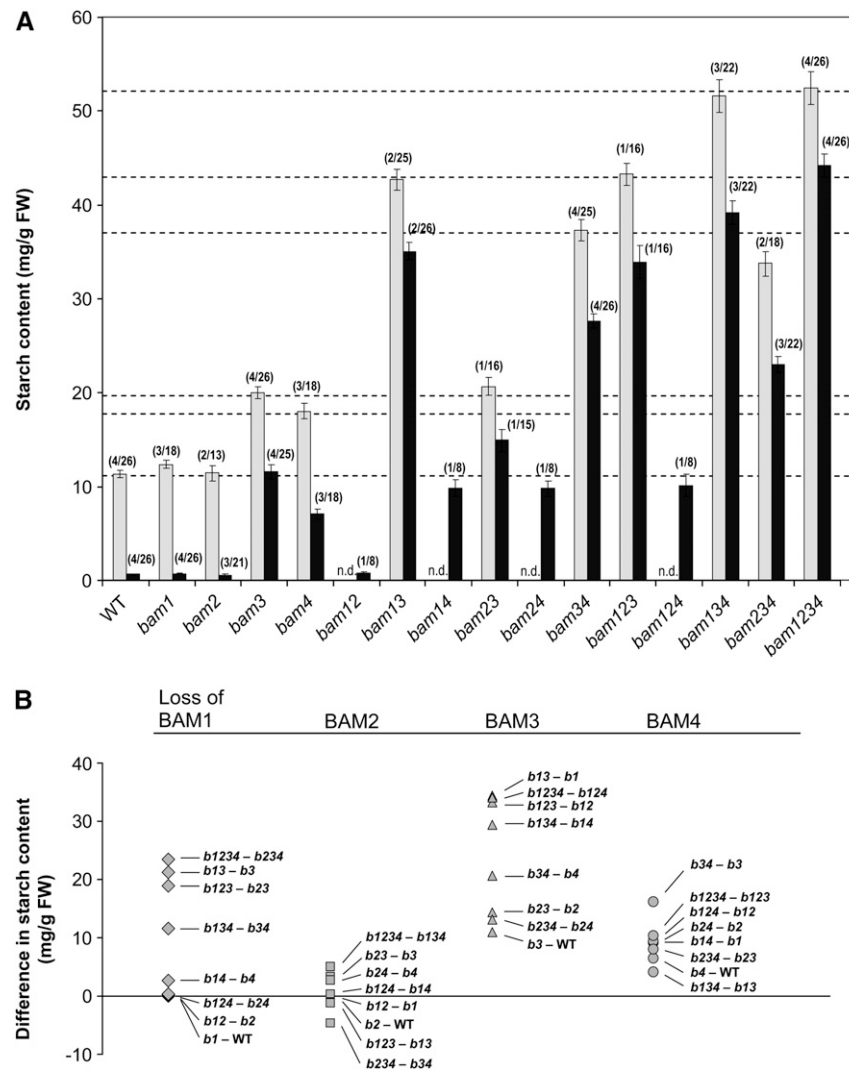 A
Starch content (mg/g FW)
60
50
40
30
20
10
0
(4/26)
(4/26)
(3/18)
(4/26)
(2/13)
(3/21)
(4/26)
(4/25)
(3/18)
(3/18)
n.d.
(1/8)
(2/25)
(2/26)
n.d.
(1/8)
(1/16)
(1/15)
n.d.
(1/8)
(4/25)
(4/26)
(1/16)
(1/16)
n.d.
(1/8)
(3/22)
(3/22)
(2/18)
(3/22)
(4/26)
(4/26)
WT
bam1
bam2
bam3
bam4
bam12
bam13
bam14
bam23
bam24
bam34
bam123
bam124
bam134
bam234
bam1234
B
Loss of
BAM1 BAM2 BAM3 BAM4
Difference in starch content
(mg/g FW)
40
30
20
10
0
-10
b1234 – b234
b13 – b3
b123 – b23
b134 – b34
b14 – b4
b124 – b24
b12 – b2
b1 – WT
b1234 – b134
b23 – b3
b24 – b4
b124 – b14
b12 – b1
b2 – WT
b123 – b13
b234 – b34
b13 – b1
b1234 – b124
b123 – b12
b134 – b14
b34 – b4
b23 – b2
b234 – b24
b3 – WT
b34 – b3
b1234 – b123
b124 – b12
b24 – b2
b14 – b1
b234 – b23
b4 – WT
b134 – b13